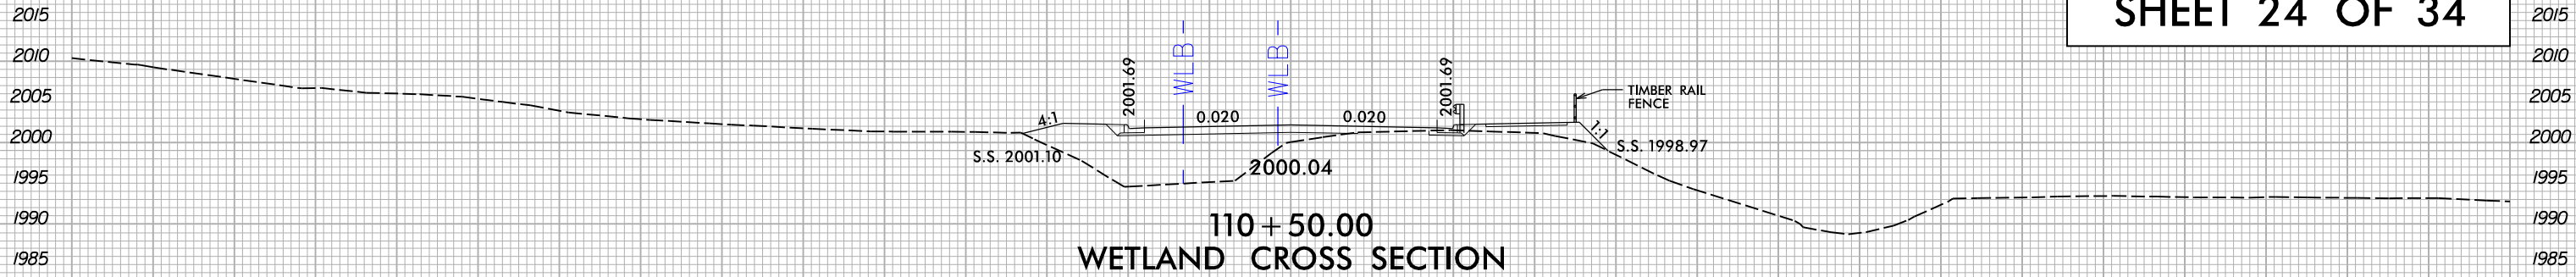 2015
2010
2005
2000
1995
1990
1985
SHEET 24 OF 34
2015
2010
2005
2000
1995
1990
1985
2001.69
WLB
WLB
2001.69
TIMBER RAIL
FENCE
4:1
0.020
0.020
1:1
S.S. 2001.10
S.S. 1998.97
2000.04
110+50.00
WETLAND CROSS SECTION